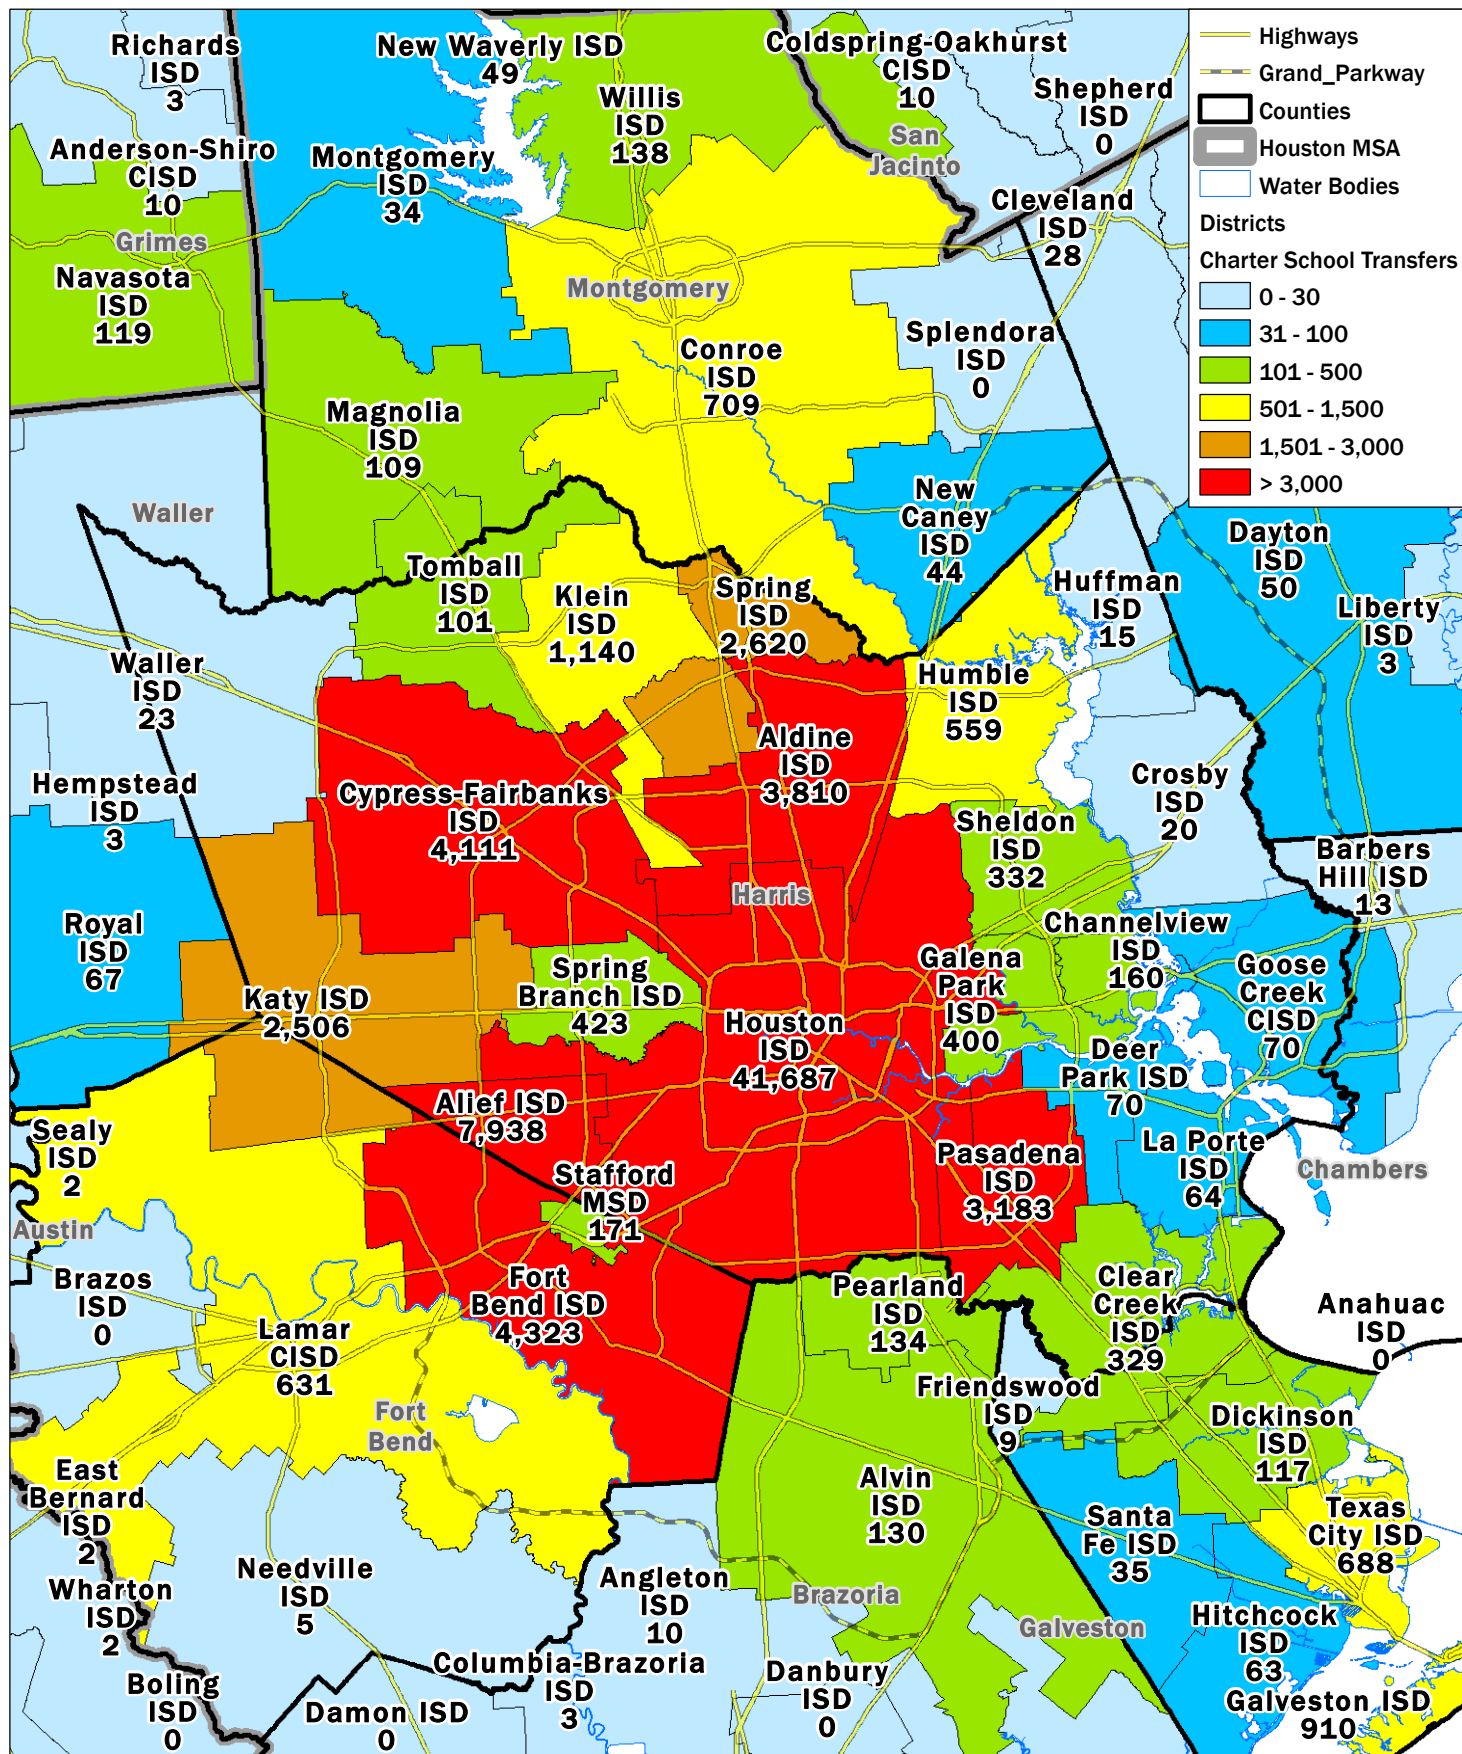 Richards
ISD
3
New Waverly ISD
49
Coldspring-Oakhurst
CISD
10
Shepherd
ISD
0
Willis
ISD
138
San
Jacinto
Anderson-Shiro
CISD
10
Montgomery
ISD
34
Cleveland
ISD
28
Grimes
Navasota
ISD
119
Montgomery
Splendora
ISD
0
Conroe
ISD
709
Magnolia
ISD
109
Waller
New
Caney
ISD
44
Dayton
ISD
50
Tomball
ISD
101
Klein
ISD
1,140
Spring
ISD
2,620
Huffman
ISD
15
Liberty
ISD
3
Waller
ISD
23
Humble
ISD
559
Aldine
ISD
3,810
Hempstead
ISD
3
Cypress-Fairbanks
ISD
4,111
Crosby
ISD
20
Sheldon
ISD
332
Barbers
Hill ISD
13
Harris
Royal
ISD
67
Channelview
ISD
160
Spring
Branch ISD
423
Galena
Park
ISD
400
Goose
Creek
CISD
70
Katy ISD
2,506
Houston
ISD
41,687
Deer
Park ISD
70
Alief ISD
7,938
Sealy
ISD
2
La Porte
ISD
64
Pasadena
ISD
3,183
Chambers
Stafford
MSD
171
Austin
Brazos
ISD
0
Fort
Bend ISD
4,323
Pearland
ISD
134
Clear
Creek
ISD
329
Anahuac
ISD
0
Lamar
CISD
631
Friendswood
ISD
9
Fort
Bend
Dickinson
ISD
117
East
Bernard
ISD
2
Alvin
ISD
130
Santa
Fe ISD
35
Texas
City ISD
688
Needville
ISD
5
Wharton
ISD
2
Angleton
ISD
10
Brazoria
Galveston
Hitchcock
ISD
63
Boling
ISD
0
Columbia-Brazoria
ISD
3
Danbury
ISD
0
Damon ISD
0
Galveston ISD
910
Highways
Grand_Parkway
Counties
Houston MSA
Water Bodies
Districts
Charter School Transfers
0 - 30
31 - 100
101 - 500
501 - 1,500
1,501 - 3,000
> 3,000